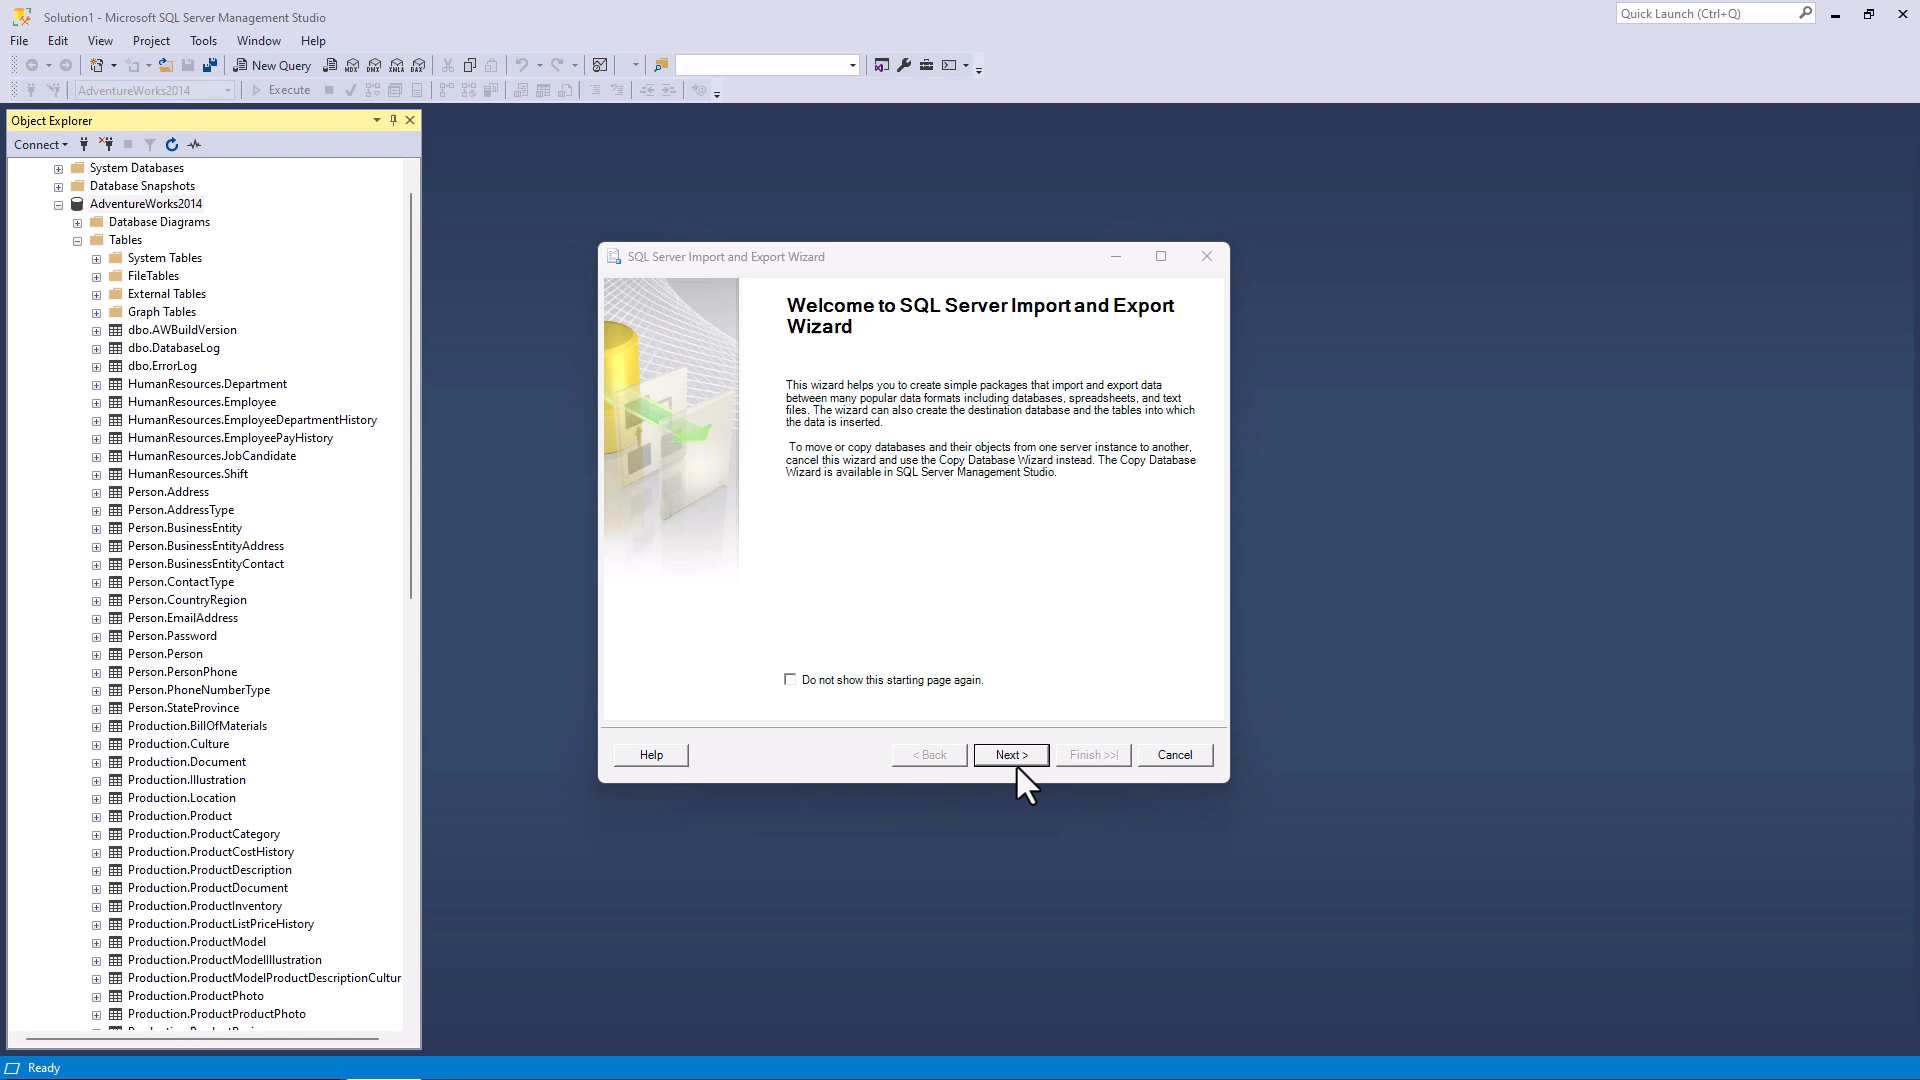 Solution1 - Microsoft SQL Server Management Studio
Quick Launch (Ctrl+Q)
File Edit View Project Tools Window Help
New Query MDX DMX XMLA DAX
AdventureWorks2014 Execute
Object Explorer
Connect
System Databases
Database Snapshots
AdventureWorks2014
Database Diagrams
Tables
System Tables
FileTables
External Tables
Graph Tables
dbo.AWBuildVersion
dbo.DatabaseLog
dbo.ErrorLog
HumanResources.Department
HumanResources.Employee
HumanResources.EmployeeDepartmentHistory
HumanResources.EmployeePayHistory
HumanResources.JobCandidate
HumanResources.Shift
Person.Address
Person.AddressType
Person.BusinessEntity
Person.BusinessEntityAddress
Person.BusinessEntityContact
Person.ContactType
Person.CountryRegion
Person.EmailAddress
Person.Password
Person.Person
Person.PersonPhone
Person.PhoneNumberType
Person.StateProvince
Production.BillOfMaterials
Production.Culture
Production.Document
Production.Illustration
Production.Location
Production.Product
Production.ProductCategory
Production.ProductCostHistory
Production.ProductDescription
Production.ProductDocument
Production.ProductInventory
Production.ProductListPriceHistory
Production.ProductModel
Production.ProductModelIllustration
Production.ProductModelProductDescriptionCultur
Production.ProductPhoto
Production.ProductProductPhoto
SQL Server Import and Export Wizard
Welcome to SQL Server Import and Export
Wizard
This wizard helps you to create simple packages that import and export data
between many popular data formats including databases, spreadsheets, and text
files. The wizard can also create the destination database and the tables into which
the data is inserted.
To move or copy databases and their objects from one server instance to another,
cancel this wizard and use the Copy Database Wizard instead. The Copy Database
Wizard is available in SQL Server Management Studio.
Do not show this starting page again.
Help < Back Next > Finish >>| Cancel
Ready